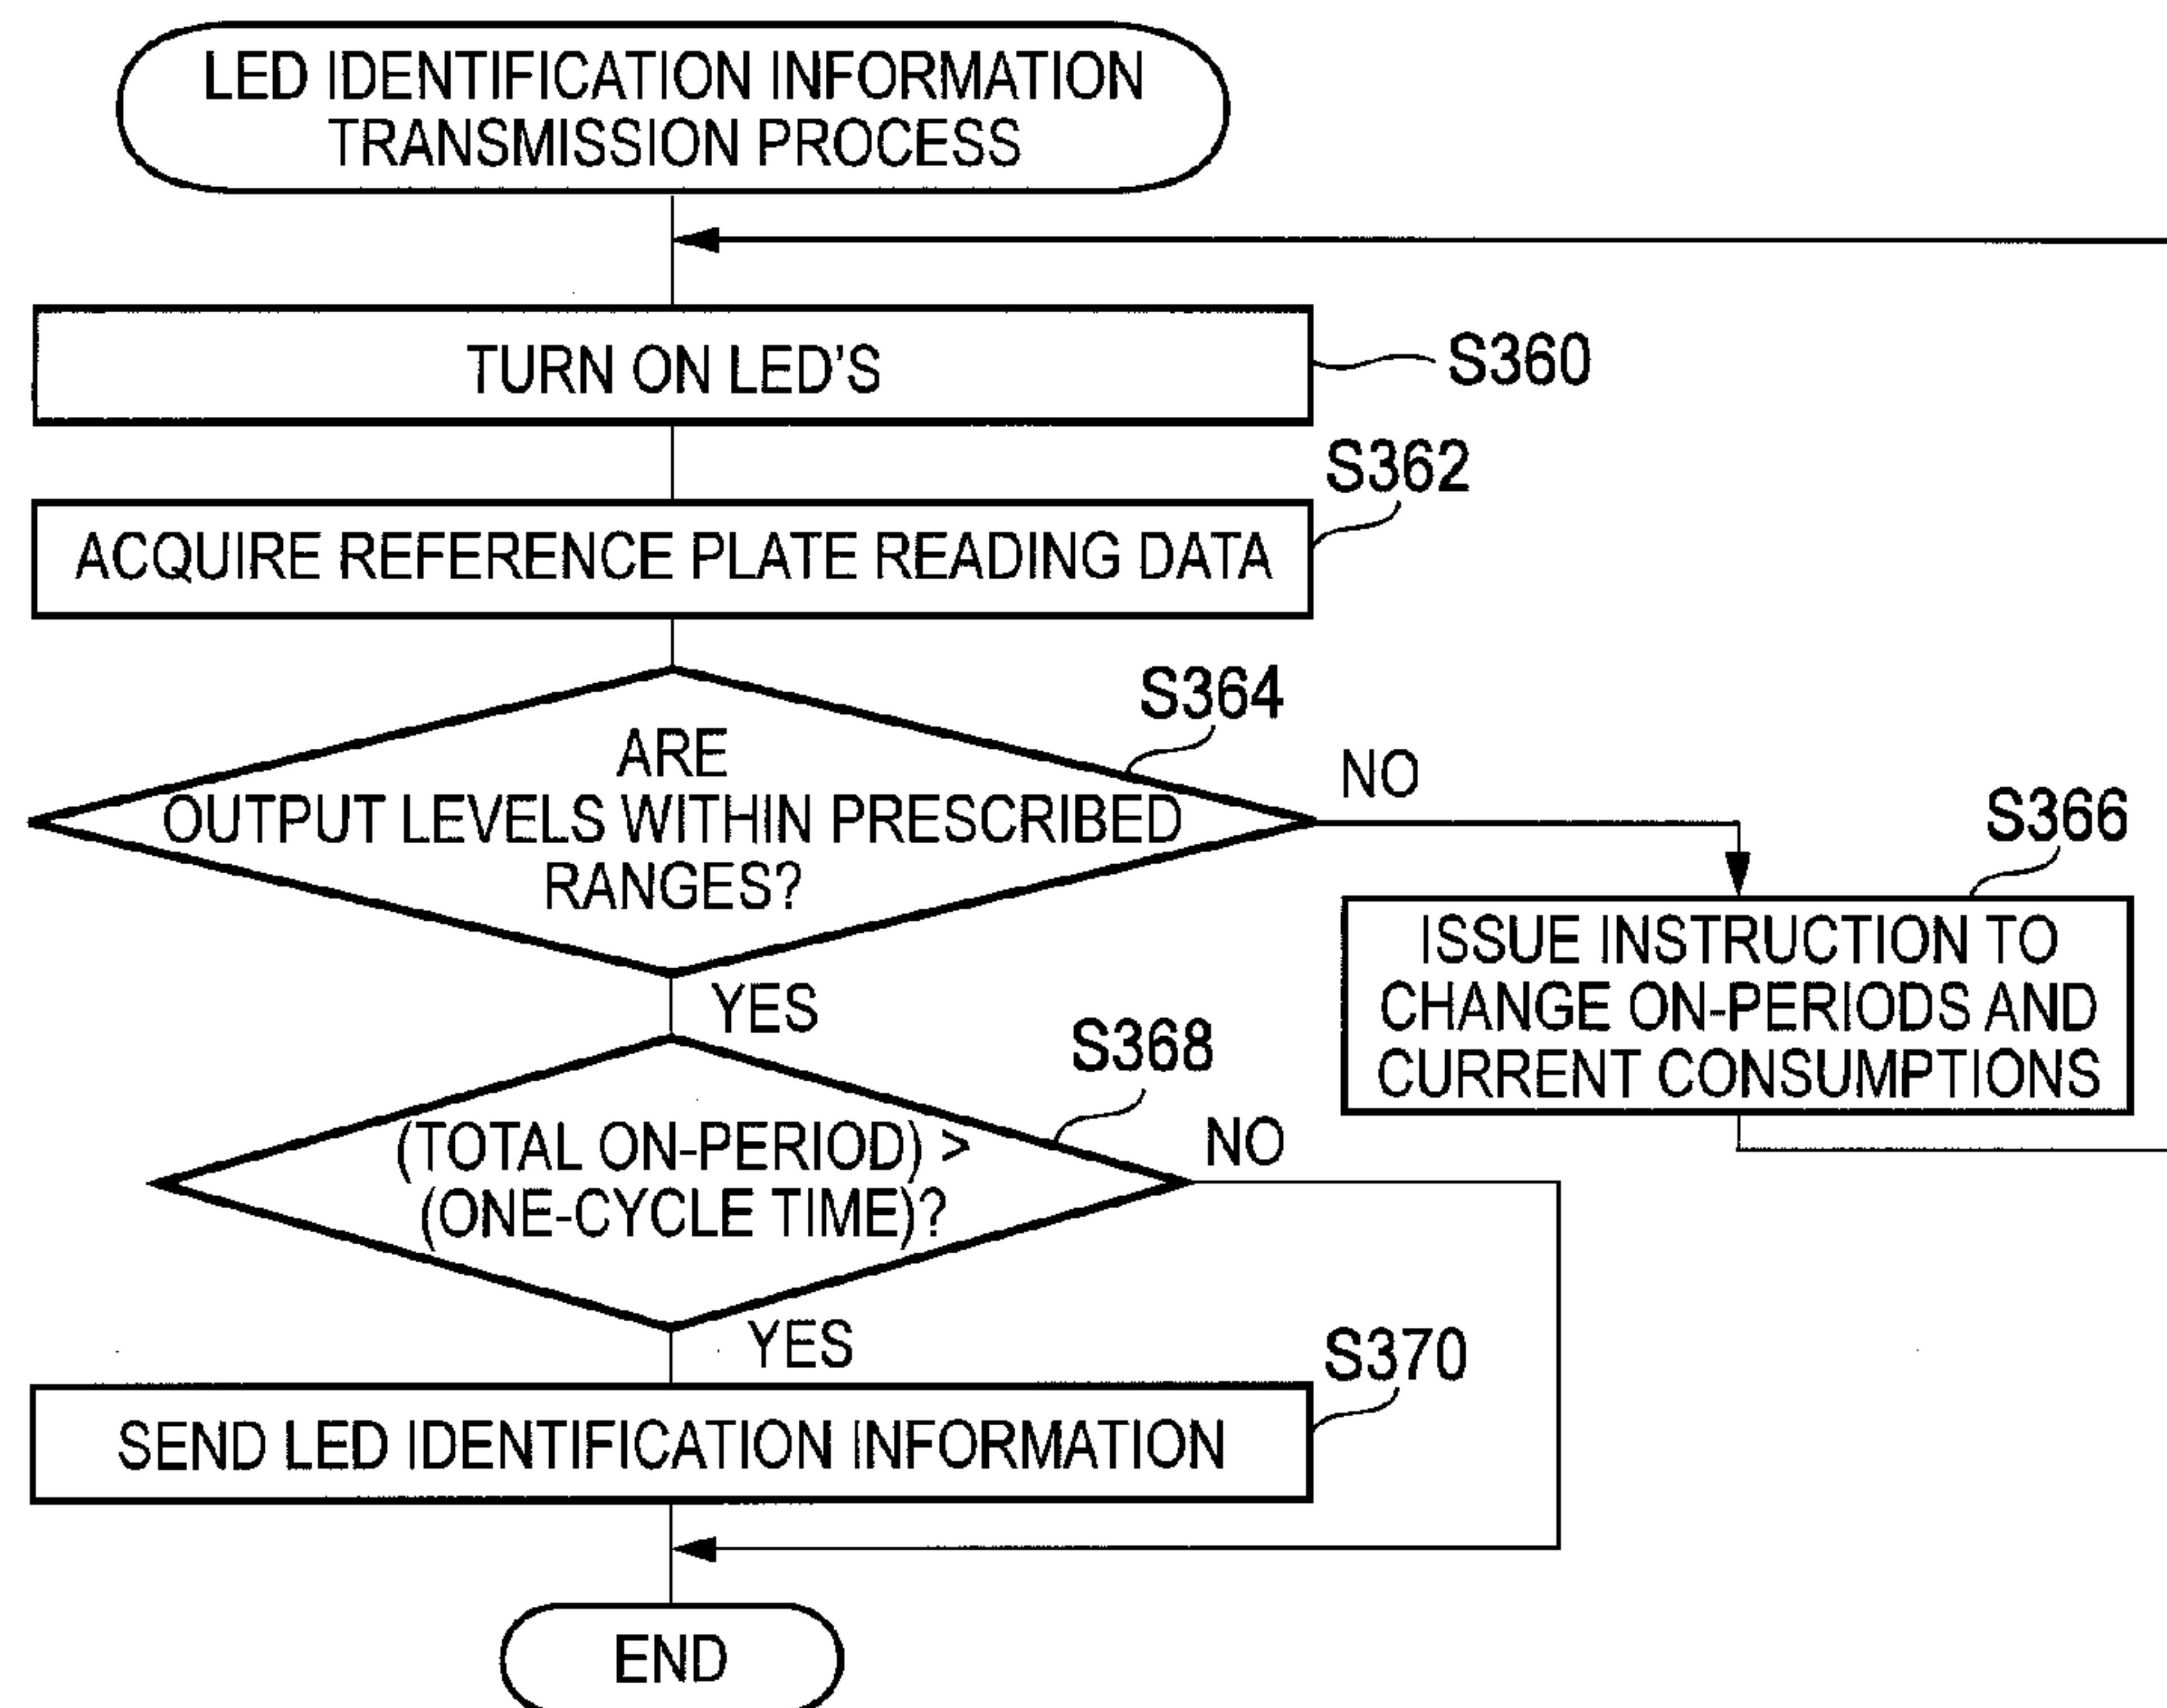 LED IDENTIFICATION INFORMATION
TRANSMISSION PROCESS
TURN ON LED'S
S360
S362
ACQUIRE REFERENCE PLATE READING DATA
S364
ARE
OUTPUT LEVELS WITHIN PRESCRIBED
RANGES?
NO
S366
ISSUE INSTRUCTION TO
CHANGE ON-PERIODS AND
CURRENT CONSUMPTIONS
YES
S368
(TOTAL ON-PERIOD) >
(ONE-CYCLE TIME)?
NO
YES
S370
SEND LED IDENTIFICATION INFORMATION
END